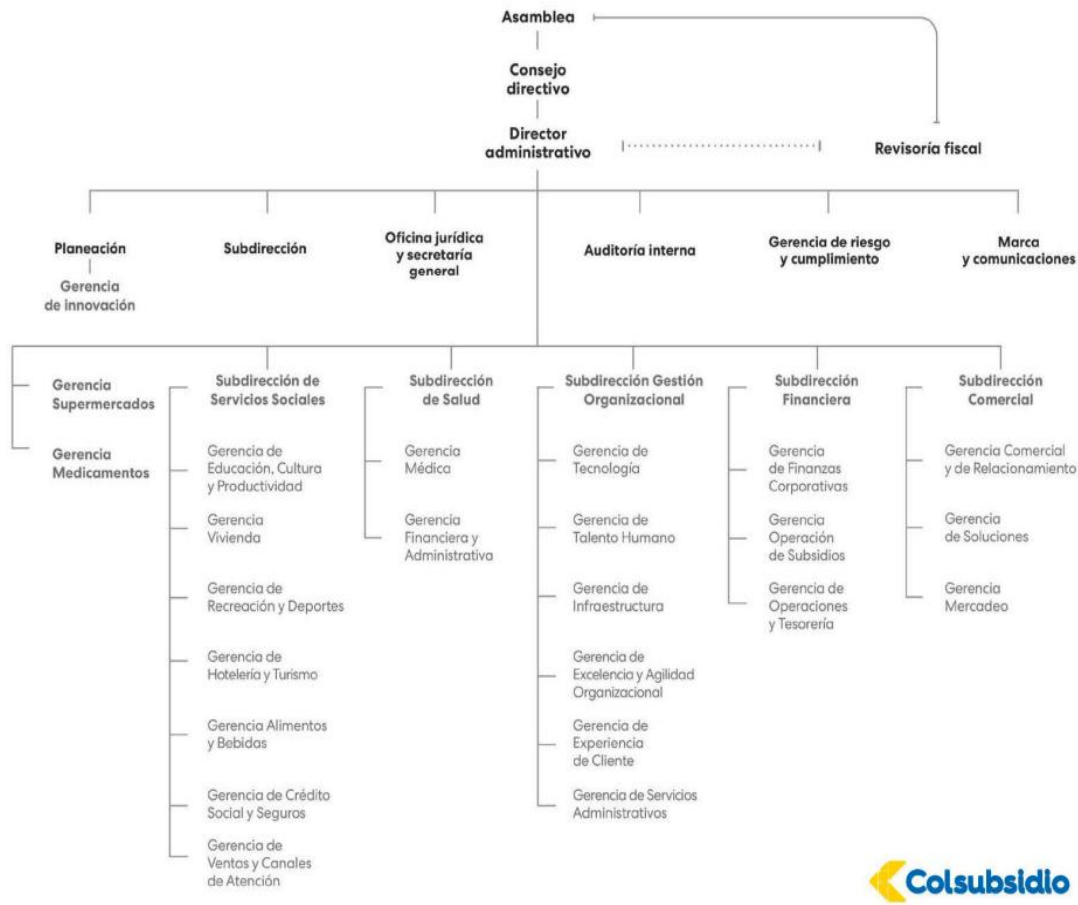 Asamblea
Consejo
directivo
Director
administrativo
Revisoría fiscal
Planeación
Gerencia
de innovación
Subdirección
Oficina jurídica
y secretaría
general
Auditoría interna
Gerencia de riesgo
y cumplimiento
Marca
y comunicaciones
Gerencia
Supermercados
Gerencia
Medicamentos
Subdirección de
Servicios Sociales
Gerencia de
Educación, Cultura
y Productividad
Gerencia
Vivienda
Gerencia de
Recreación y Deportes
Gerencia de
Hotelería y Turismo
Gerencia Alimentos
y Bebidas
Gerencia de Crédito
Social y Seguros
Gerencia de
Ventas y Canales
de Atención
Subdirección
de Salud
Gerencia
Médica
Gerencia
Financiera y
Administrativa
Subdirección Gestión
Organizacional
Gerencia de
Tecnología
Gerencia de
Talento Humano
Gerencia de
Infraestructura
Gerencia de
Excelencia y Agilidad
Organizacional
Gerencia de
Experiencia
de Cliente
Gerencia de Servicios
Administrativos
Subdirección
Financiera
Gerencia
de Finanzas
Corporativas
Gerencia
Operación
de Subsidios
Gerencia de
Operaciones
y Tesorería
Subdirección
Comercial
Gerencia Comercial
y de Relacionamiento
Gerencia
de Soluciones
Gerencia
Mercadeo
Colsubsidio